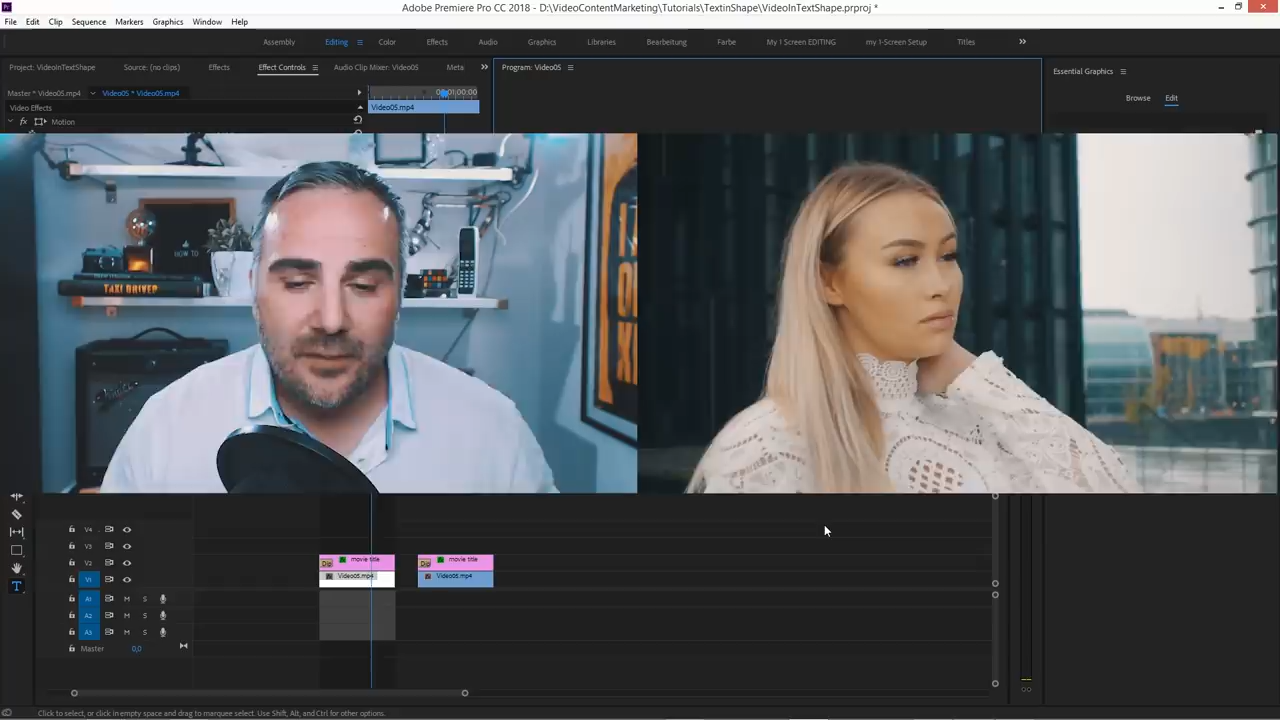 Adobe Premiere Pro CC 2018 - D:\VideoContentMarketing\Tutorials\TextinShape\VideoInTextShape.prproj *
File Edit Clip Sequence Markers Graphics Window Help
Assembly Editing Color Effects Audio Graphics Libraries Bearbeitung Farbe My 1 Screen EDITING my 1-Screen Setup Titles
Project: VideoInTextShape Source: (no clips) Effects Effect Controls Audio Clip Mixer: Video05 Meta Program: Video05 Essential Graphics
Master * Video05.mp4 Video05 * Video05.mp4 Browse Edit
Video Effects Video05.mp4
fx Motion
HOW TO
TAXI DRIVER
V4
V3
V2 movie title movie title
V1 Video05.mp4 Video05.mp4
A1 M S
A2 M S
A3 M S
Master 0,0
Click to select, or click in empty space and drag to marquee select. Use Shift, Alt, and Ctrl for other options.